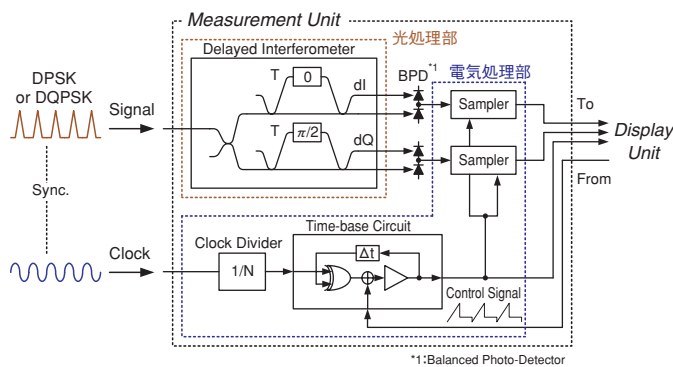 Measurement Unit
光処理部
Delayed Interferometer
DPSK
or DQPSK
Signal
T
0
dI
BPD*1
電気処理部
Sampler
To
T
π/2
dQ
Sampler
Display
Unit
From
Sync.
Clock
Clock Divider
1/N
Time-base Circuit
Δt
Control Signal
*1:Balanced Photo-Detector